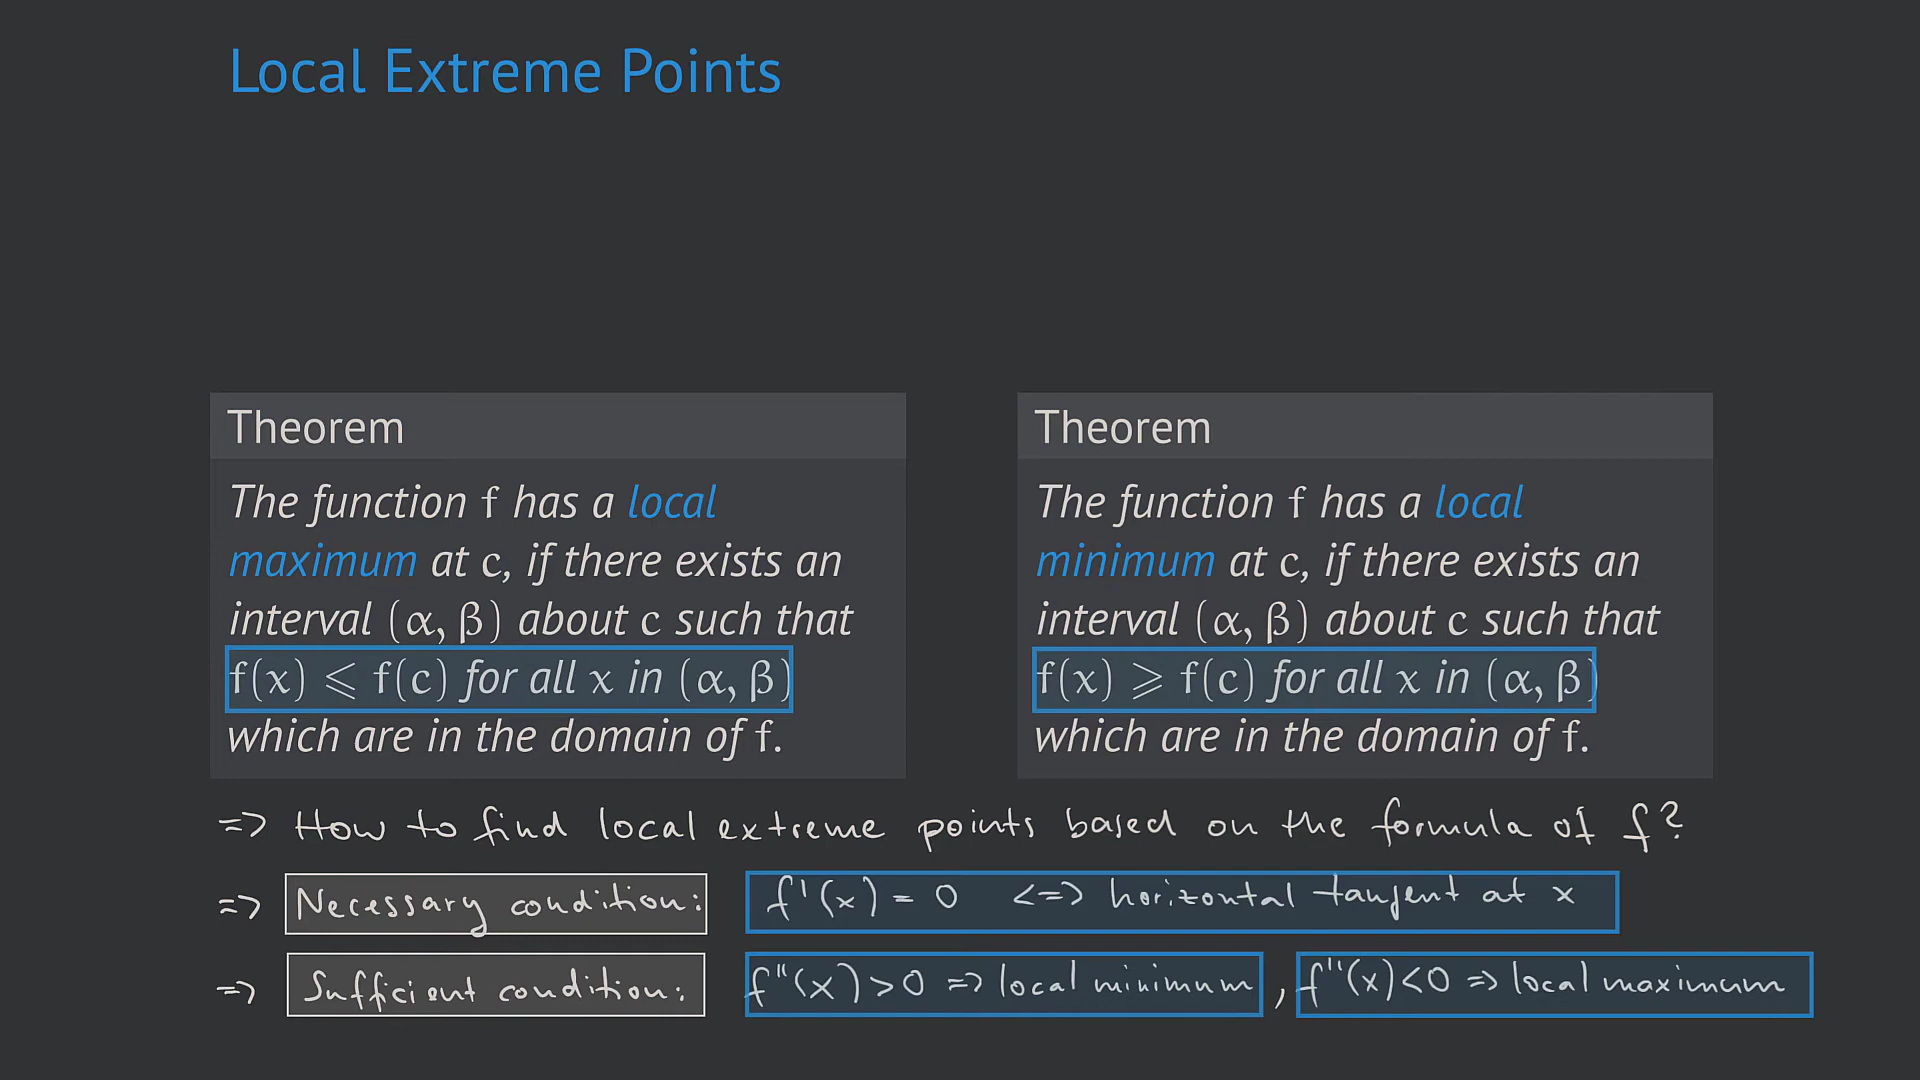 Local Extreme Points
Theorem
The function f has a local
maximum at c, if there exists an
interval (α, β) about c such that
f(x) ⩽ f(c) for all x in (α, β)
which are in the domain of f.
Theorem
The function f has a local
minimum at c, if there exists an
interval (α, β) about c such that
f(x) ⩾ f(c) for all x in (α, β)
which are in the domain of f.
=> How to find local extreme points based on the formula of f?
=> Necessary condition: f'(x) = 0 <=> horizontal tangent at x
=> Sufficient condition: f''(x) > 0 => local minimum, f''(x) < 0 => local maximum